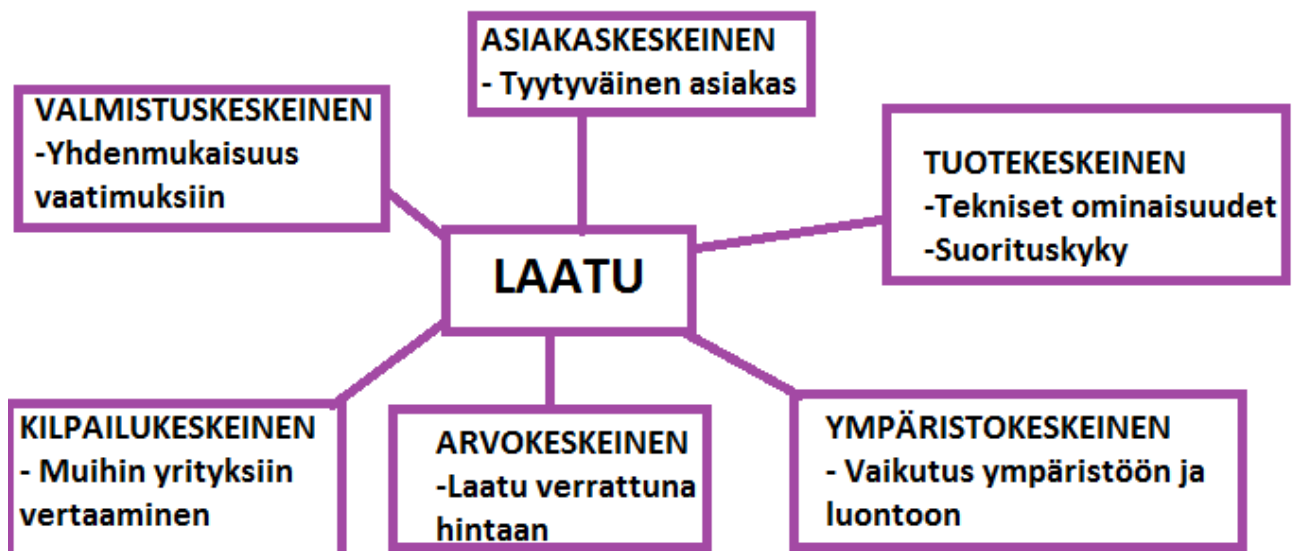 ASIAKASKESKEINEN
- Tyytyväinen asiakas
VALMISTUSKESKEINEN
-Yhdenmukaisuus
vaatimuksiin
TUOTEKESKEINEN
-Tekniset ominaisuudet
-Suorituskyky
LAATU
KILPAILUKESKEINEN
- Muihin yrityksiin
vertaaminen
ARVOKESKEINEN
-Laatu verrattuna
hintaan
YMPÄRISTOKESKEINEN
- Vaikutus ympäristöön ja
luontoon